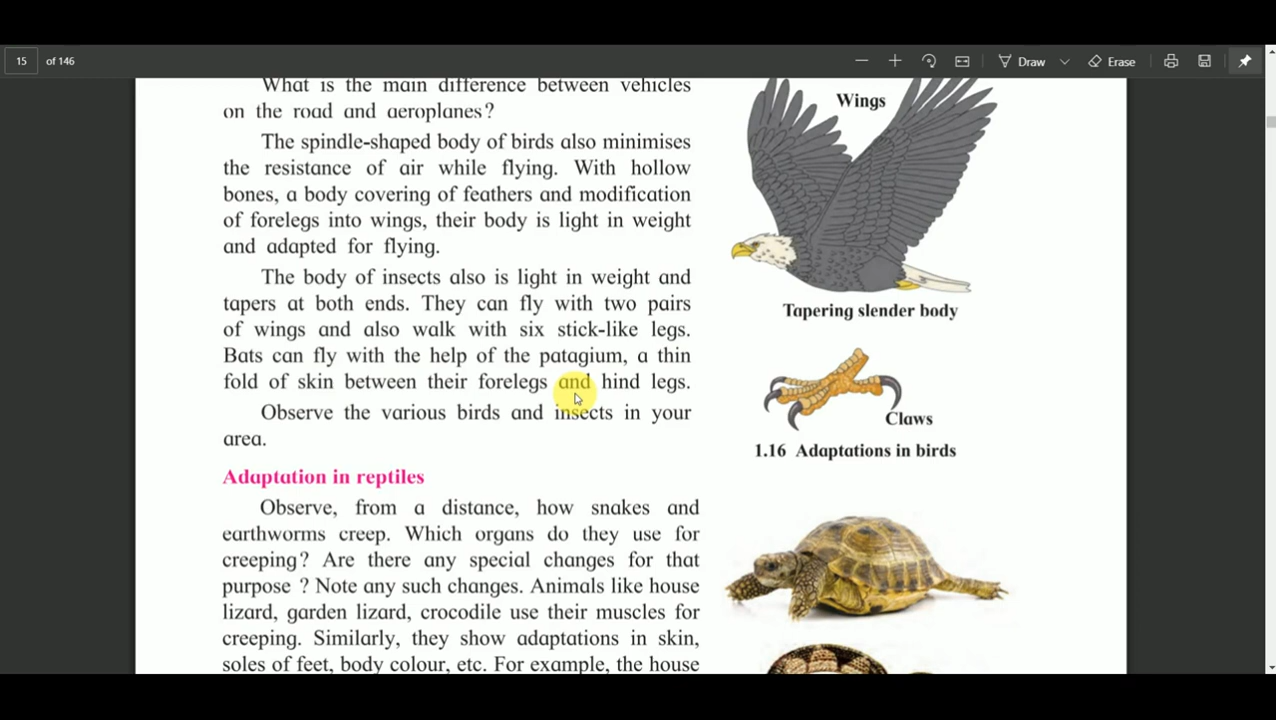 15 of 146
Draw
Erase
What is the main difference between vehicles
on the road and aeroplanes?
The spindle-shaped body of birds also minimises
the resistance of air while flying. With hollow
bones, a body covering of feathers and modification
of forelegs into wings, their body is light in weight
and adapted for flying.
The body of insects also is light in weight and
tapers at both ends. They can fly with two pairs
of wings and also walk with six stick-like legs.
Bats can fly with the help of the patagium, a thin
fold of skin between their forelegs and hind legs.
Observe the various birds and insects in your
area.
Adaptation in reptiles
Observe, from a distance, how snakes and
earthworms creep. Which organs do they use for
creeping? Are there any special changes for that
purpose ? Note any such changes. Animals like house
lizard, garden lizard, crocodile use their muscles for
creeping. Similarly, they show adaptations in skin,
soles of feet, body colour, etc. For example, the house
Wings
Tapering slender body
Claws
1.16 Adaptations in birds